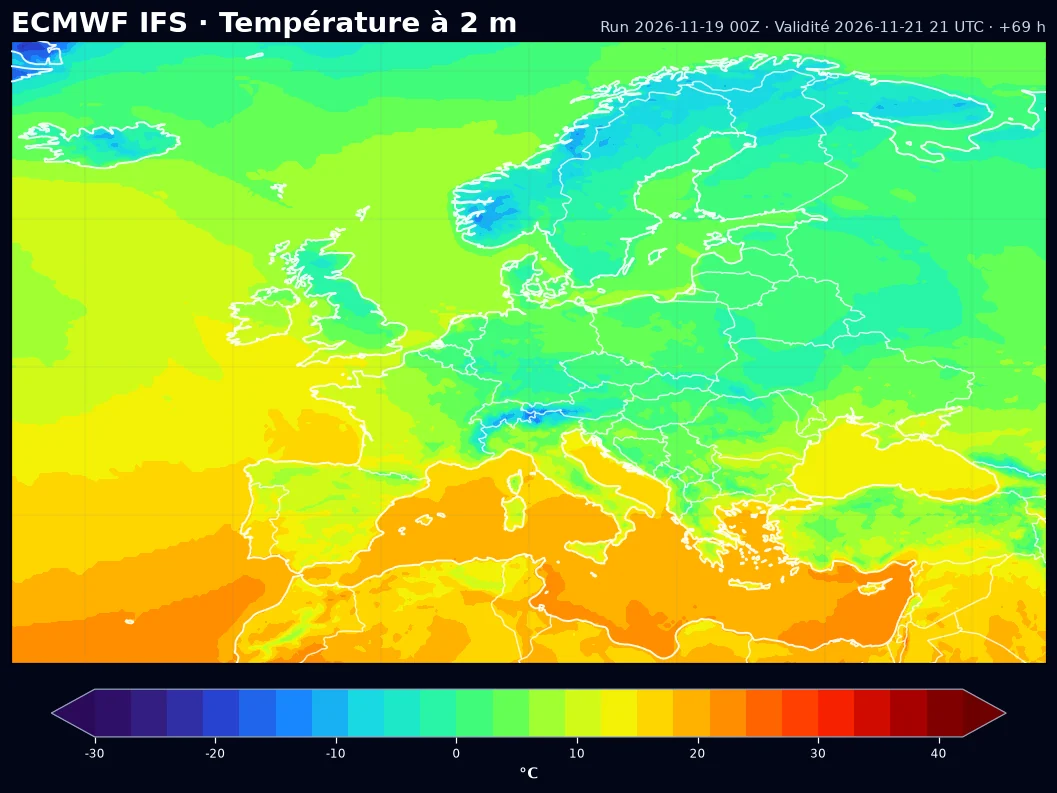 ECMWF IFS · Température à 2 m
Run 2026-11-19 00Z · Validité 2026-11-21 21 UTC · +69 h
-30 -20 -10 0 10 20 30 40
°C